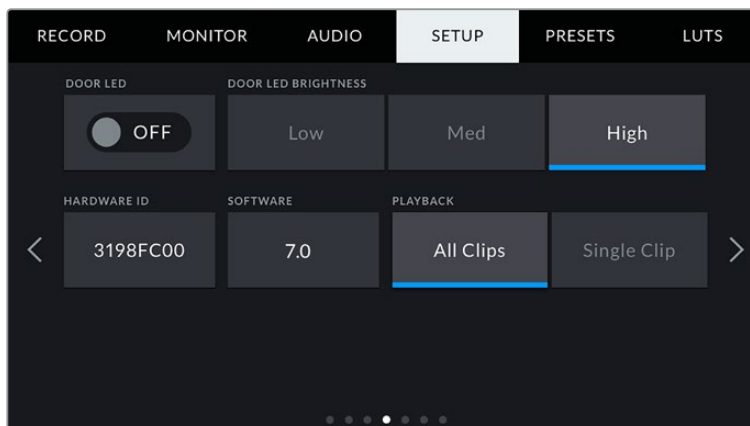 RECORD MONITOR AUDIO SETUP PRESETS LUTS
DOOR LED DOOR LED BRIGHTNESS
OFF Low Med High
HARDWARE ID SOFTWARE PLAYBACK
3198FC00 7.0 All Clips Single Clip